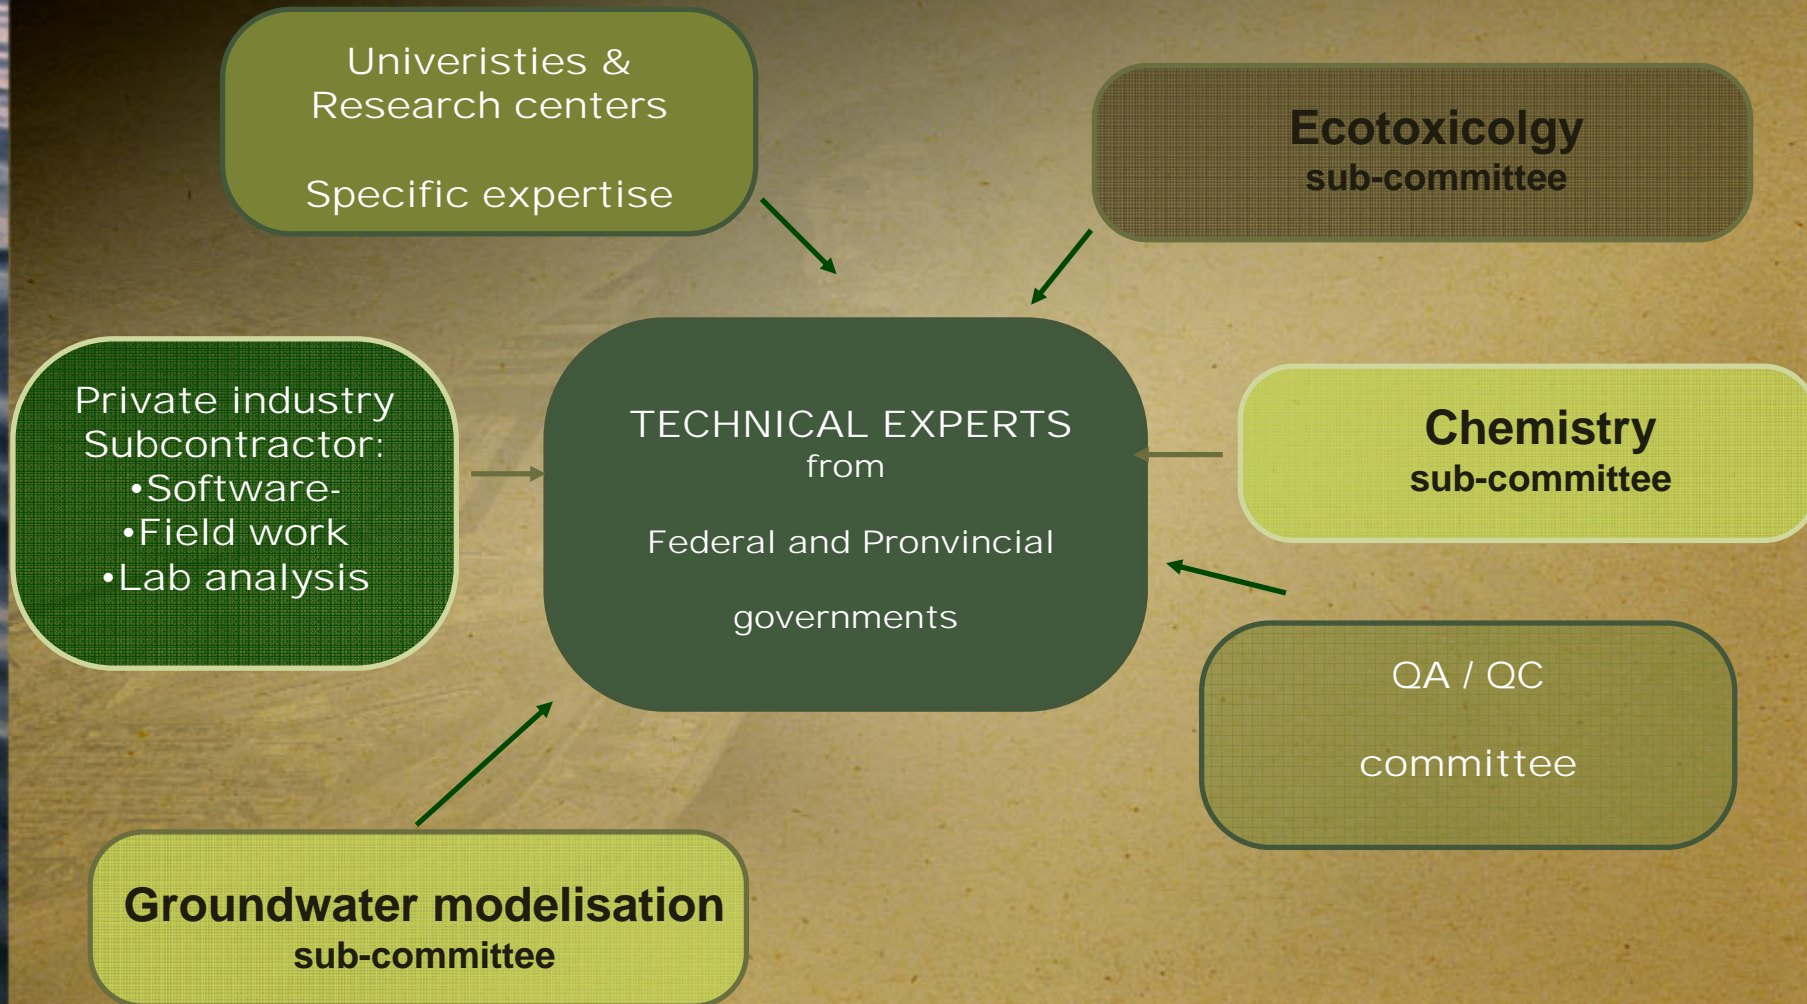 Univeristies &
Research centers
Specific expertise
Ecotoxicolgy
sub-committee
Private industry
Subcontractor:
•Software-
•Field work
•Lab analysis
TECHNICAL EXPERTS
from
Federal and Pronvincial
governments
Chemistry
sub-committee
QA / QC
committee
Groundwater modelisation
sub-committee